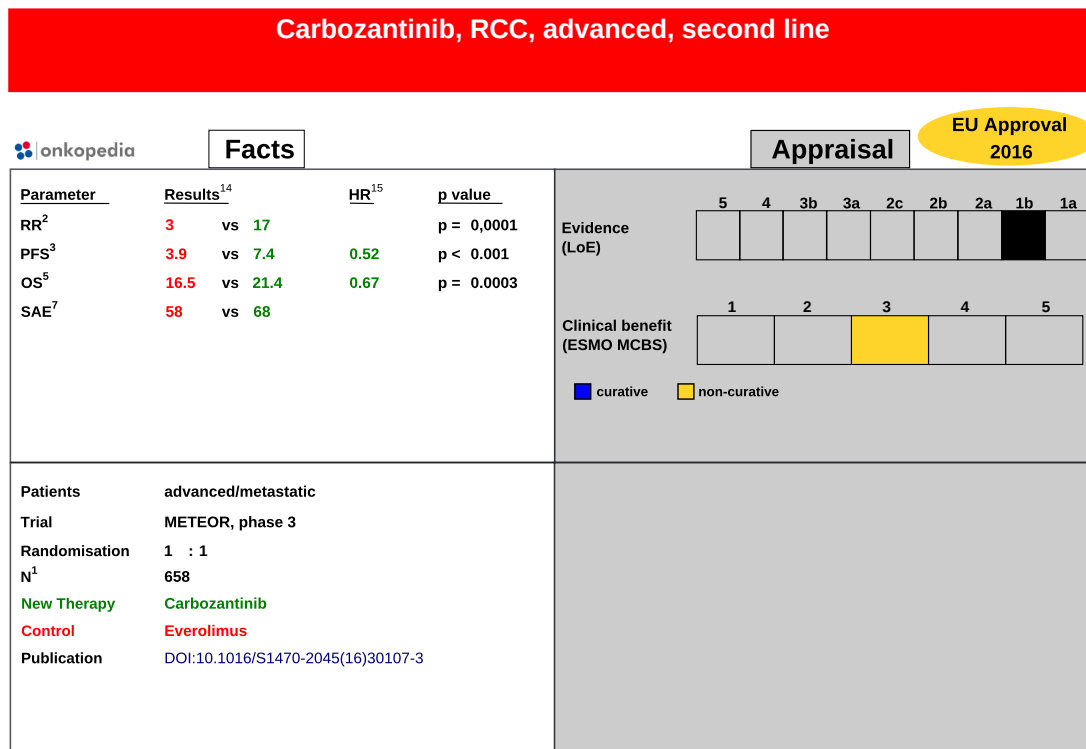 Carbozantinib, RCC, advanced, second line
onkopedia
Facts
Appraisal
EU Approval
2016
Parameter Results14 HR15 p value
RR2 3 vs 17 p = 0,0001
PFS3 3.9 vs 7.4 0.52 p < 0.001
OS5 16.5 vs 21.4 0.67 p = 0.0003
SAE7 58 vs 68
5 4 3b 3a 2c 2b 2a 1b 1a
Evidence
(LoE)
1 2 3 4 5
Clinical benefit
(ESMO MCBS)
curative non-curative
Patients advanced/metastatic
Trial METEOR, phase 3
Randomisation 1 : 1
N1 658
New Therapy Carbozantinib
Control Everolimus
Publication DOI:10.1016/S1470-2045(16)30107-3